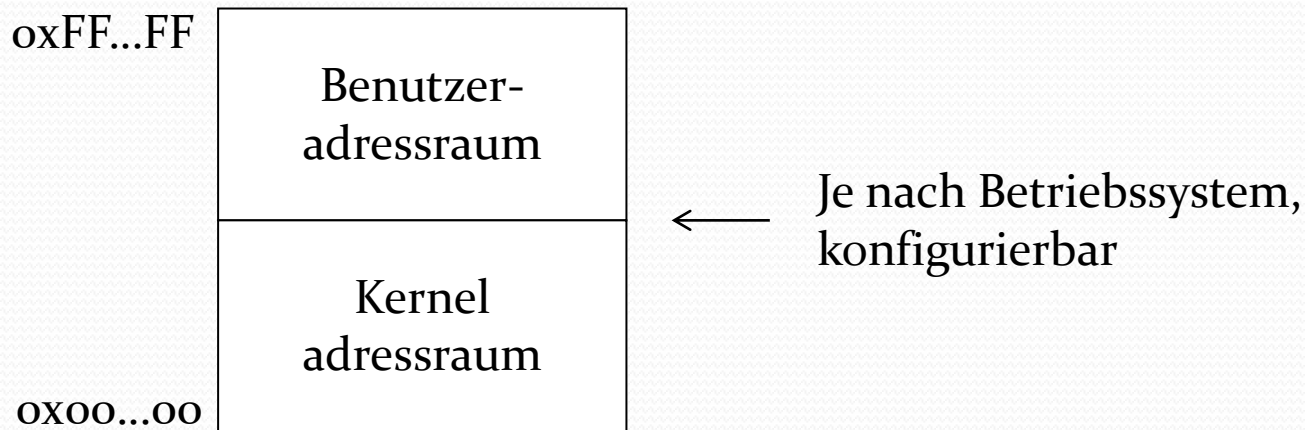 0xFF...FF
Benutzer-
adressraum
Je nach Betriebssystem,
konfigurierbar
Kernel
adressraum
0x00...00